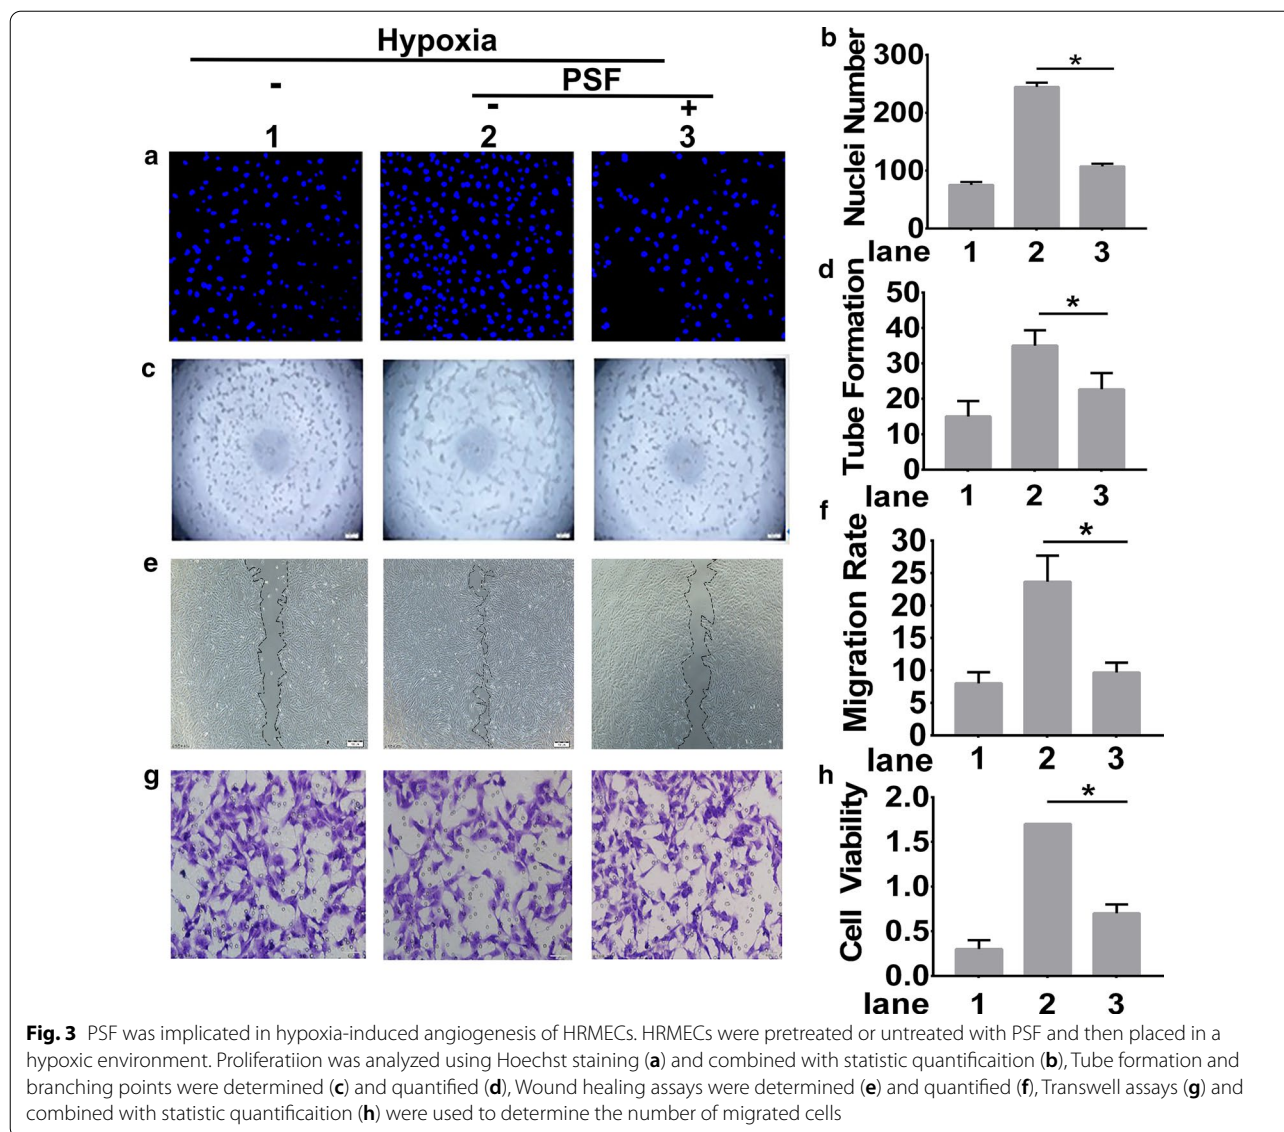 Hypoxia
-
PSF
- +
1 2 3
a
b
Nuclei Number
300
200
100
0
*
lane 1 2 3
c
d
Tube Formation
50
40
30
20
10
0
*
lane 1 2 3
e
f
Migration Rate
30
25
20
15
10
5
0
*
lane 1 2 3
g
h
Cell Viability
2.0
1.5
1.0
0.5
0.0
*
lane 1 2 3
Fig. 3 PSF was implicated in hypoxia-induced angiogenesis of HRMECs. HRMECs were pretreated or untreated with PSF and then placed in a
hypoxic environment. Proliferatiion was analyzed using Hoechst staining (a) and combined with statistic quantificaition (b), Tube formation and
branching points were determined (c) and quantified (d), Wound healing assays were determined (e) and quantified (f), Transwell assays (g) and
combined with statistic quantificaition (h) were used to determine the number of migrated cells